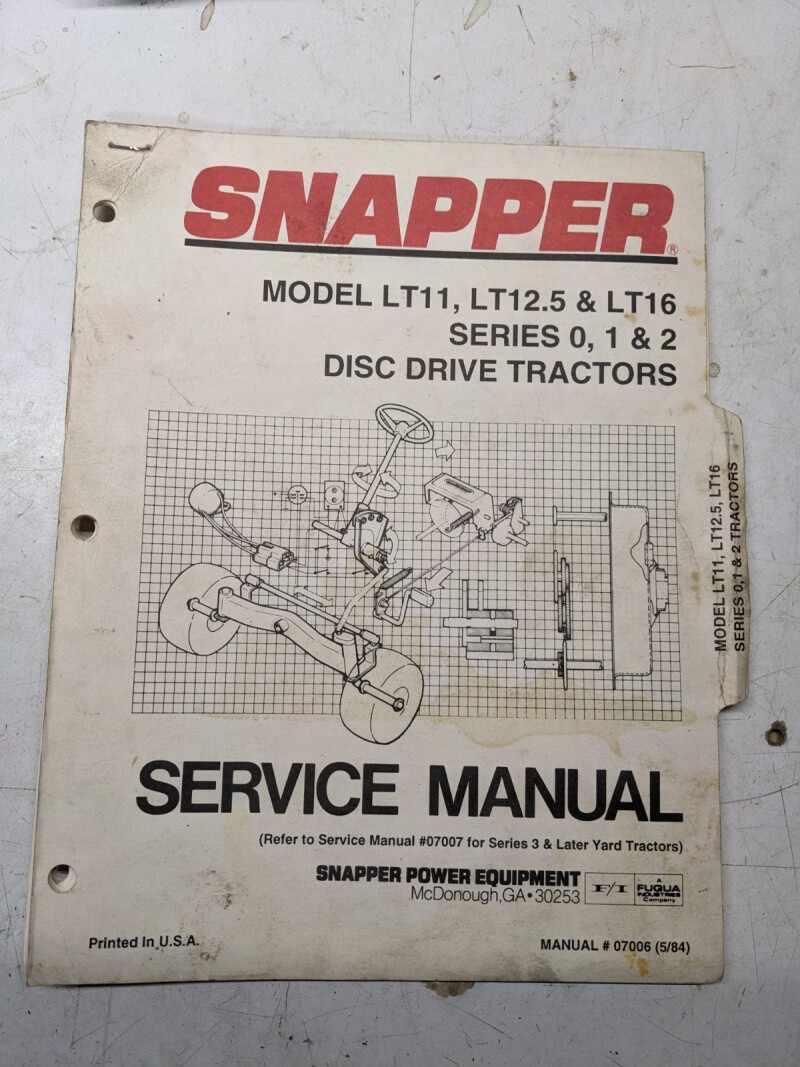 SNAPPER®
MODEL LT11, LT12.5 & LT16
SERIES 0, 1 & 2
DISC DRIVE TRACTORS
MODEL LT11, LT12.5, LT16
SERIES 0,1 & 2 TRACTORS
SERVICE MANUAL
(Refer to Service Manual #07007 for Series 3 & Later Yard Tractors)
SNAPPER POWER EQUIPMENT
McDonough,GA•30253
F/I
A
FUQUA
INDUSTRIES
Company
Printed In U.S.A.
MANUAL # 07006 (5/84)